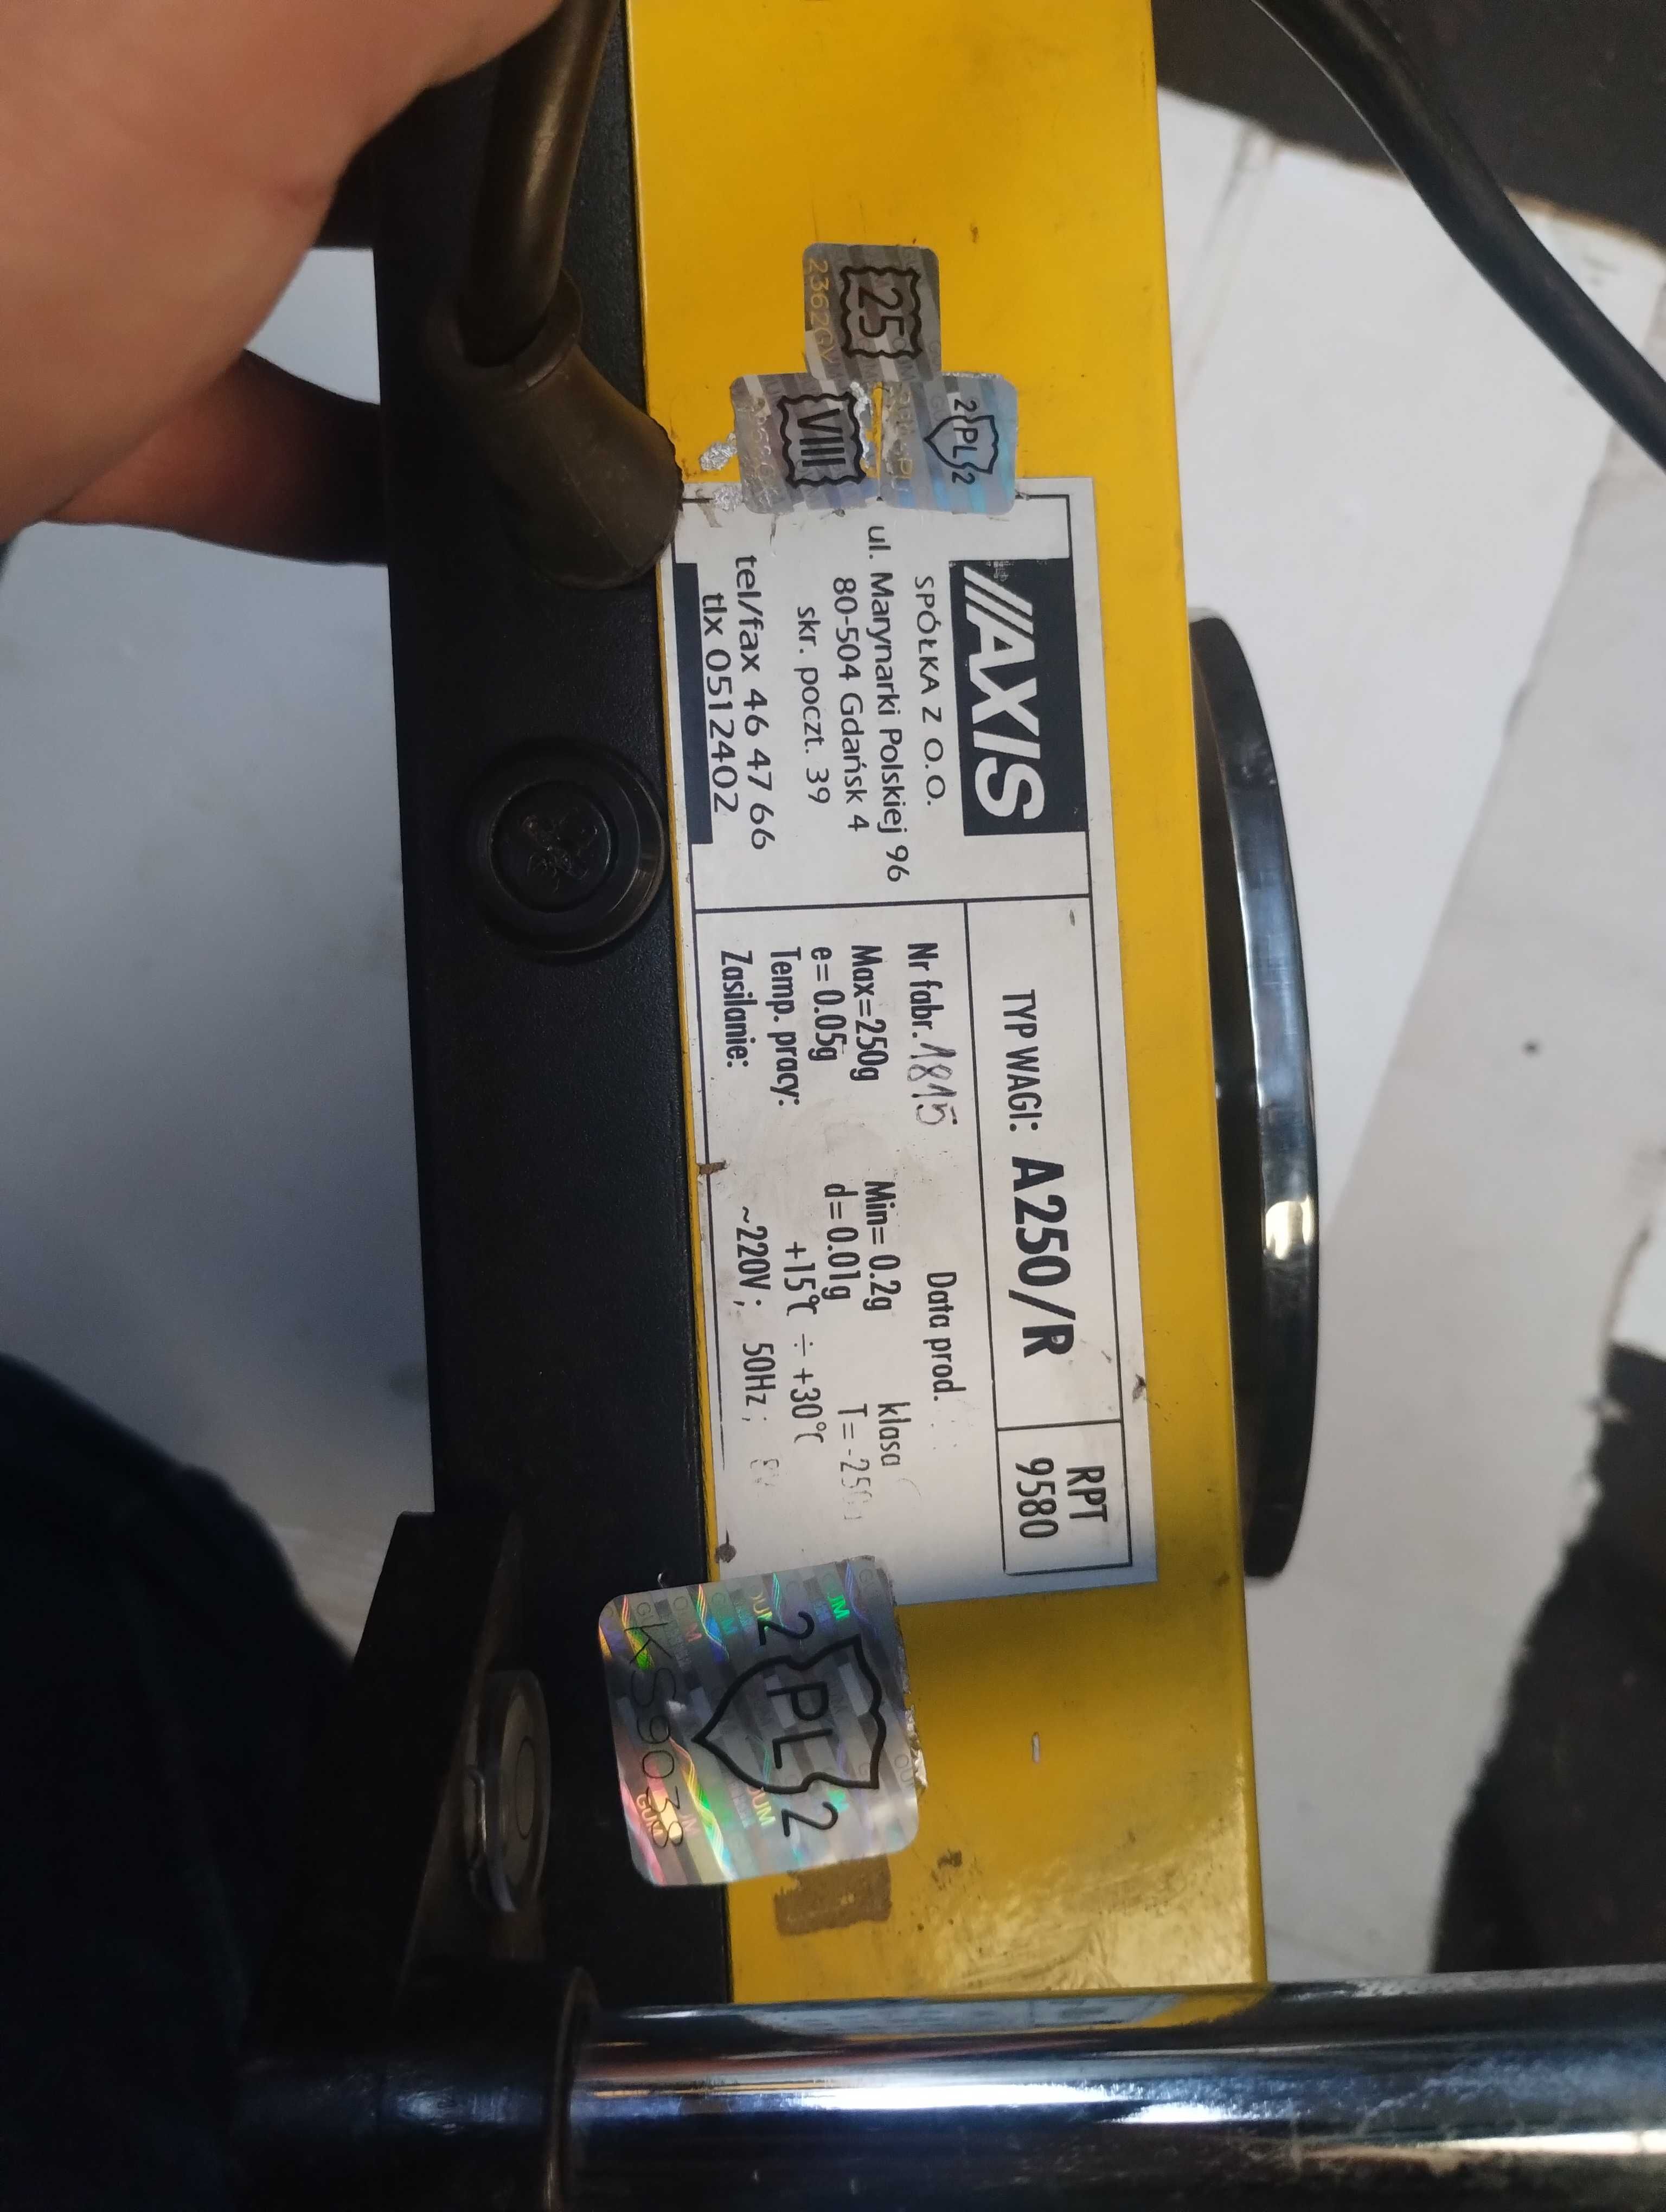 25
VIII
2 PL 2
AXIS
SPÓŁKA Z O.O.
ul. Marynarki Polskiej 96
80-504 Gdańsk 4
skr. poczt. 39
tel/fax 46 47 66
tlx 0512402
TYP WAGI: A250/R
RPT
9580
Nr fabr. 1815 Data prod.
Max=250g Min= 0.2g klasa
e= 0.05g d= 0.01g T= -250
Temp. pracy: +15℃ ÷ +30℃
Zasilanie: ~220V; 50Hz;
2 PL 2
KS9038